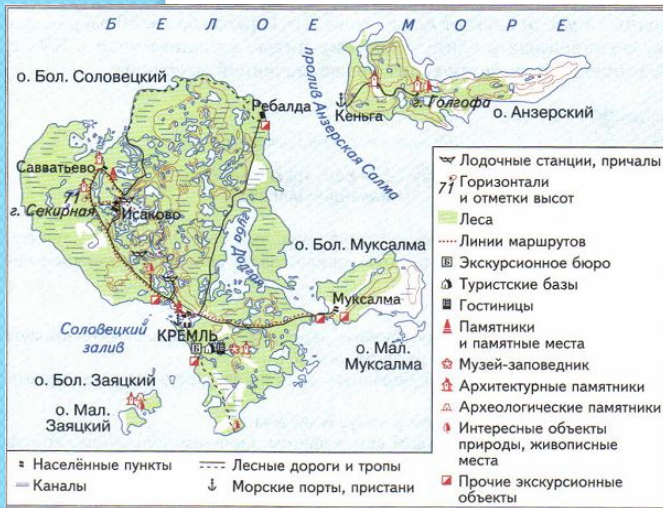 БЕЛОЕ МОРЕ
о. Бол. Соловецкий
Ребалда
пролив Анзерская Салма
Кеньга
г. Голгофа
о. Анзерский
Савватьево
71
г. Секирная
Исаково
губа Долгая
о. Бол. Муксалма
Муксалма
Соловецкий
залив
КРЕМЛЬ
о. Мал.
Муксалма
о. Бол. Заяцкий
о. Мал.
Заяцкий
Лодочные станции, причалы
71 Горизонтали
и отметки высот
Леса
Линии маршрутов
Б Экскурсионное бюро
Туристские базы
Гостиницы
Памятники
и памятные места
Музей-заповедник
Архитектурные памятники
Археологические памятники
Интересные объекты
природы, живописные
места
Прочие экскурсионные
объекты
Населённые пункты
Каналы
Лесные дороги и тропы
Морские порты, пристани